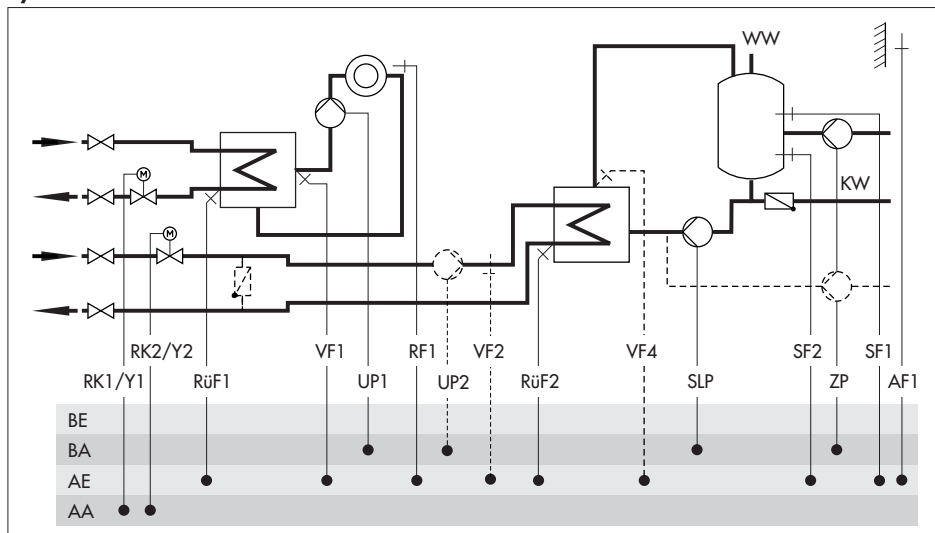 WW
M
KW
M
RK2/Y2 VF1 RF1 VF2 VF4 SF2 SF1
RK1/Y1 RüF1 UP1 UP2 RüF2 SLP ZP AF1
BE
BA
AE
AA